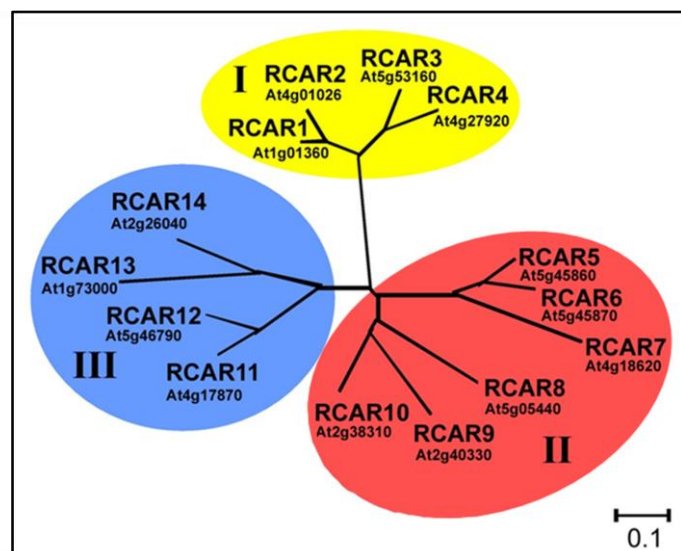 I
RCAR2
At4g01026
RCAR3
At5g53160
RCAR4
At4g27920
RCAR1
At1g01360
RCAR14
At2g26040
RCAR13
At1g73000
RCAR12
At5g46790
RCAR11
At4g17870
III
RCAR5
At5g45860
RCAR6
At5g45870
RCAR7
At4g18620
RCAR8
At5g05440
RCAR10
At2g38310
RCAR9
At2g40330
II
0.1